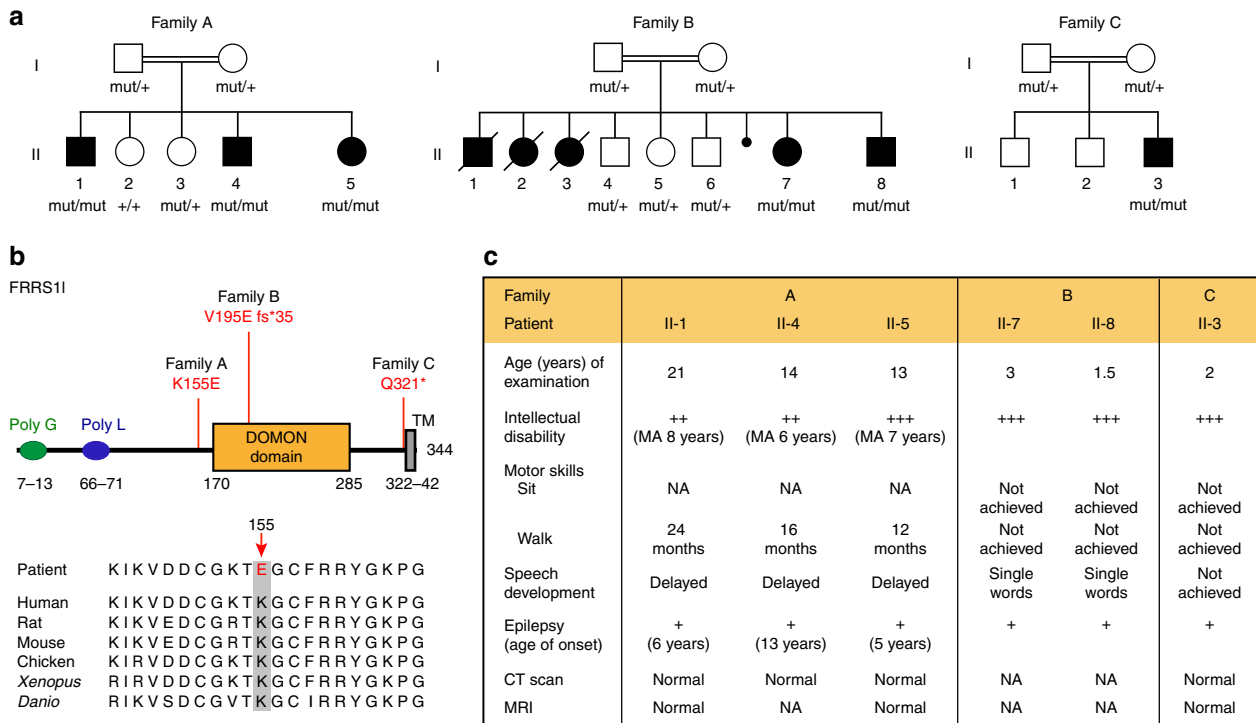 a
Family A
Family B
Family C
I
I
I
mut/+
mut/+
mut/+
mut/+
mut/+
mut/+
II
II
II
1
2
3
4
5
1
2
3
4
5
6
7
8
1
2
3
mut/mut
+/+
mut/+
mut/mut
mut/mut
mut/+
mut/+
mut/+
mut/mut
mut/mut
mut/mut
b
FRRS1l
Family B
V195E fs*35
Family A
K155E
Family C
Q321*
Poly G
Poly L
DOMON
domain
TM
344
7–13
66–71
170
285
322–42
155
Patient K I K V D D C G K T E G C F R R Y G K P G
Human K I K V D D C G K T K G C F R R Y G K P G
Rat K I K V E D C G R T K G C F R R Y G K P G
Mouse K I K V E D C G R T K G C F R R Y G K P G
Chicken K I R V D D C G K T K G C F R R Y G K P G
Xenopus R I R V D D C G K T K G C F R R Y G K P G
Danio R I K V S D C G V T K G C I R R Y G K P G
c
Family A B C
Patient II-1 II-4 II-5 II-7 II-8 II-3
Age (years) of
examination 21 14 13 3 1.5 2
Intellectual ++ ++ +++ +++ +++ +++
disability (MA 8 years) (MA 6 years) (MA 7 years)
Motor skills
Sit NA NA NA Not Not Not
achieved achieved achieved
Walk 24 16 12 Not Not Not
months months months achieved achieved achieved
Speech Delayed Delayed Delayed Single Single Not
development words words achieved
Epilepsy + + + + + +
(age of onset) (6 years) (13 years) (5 years)
CT scan Normal Normal Normal NA NA Normal
MRI Normal NA Normal NA NA Normal